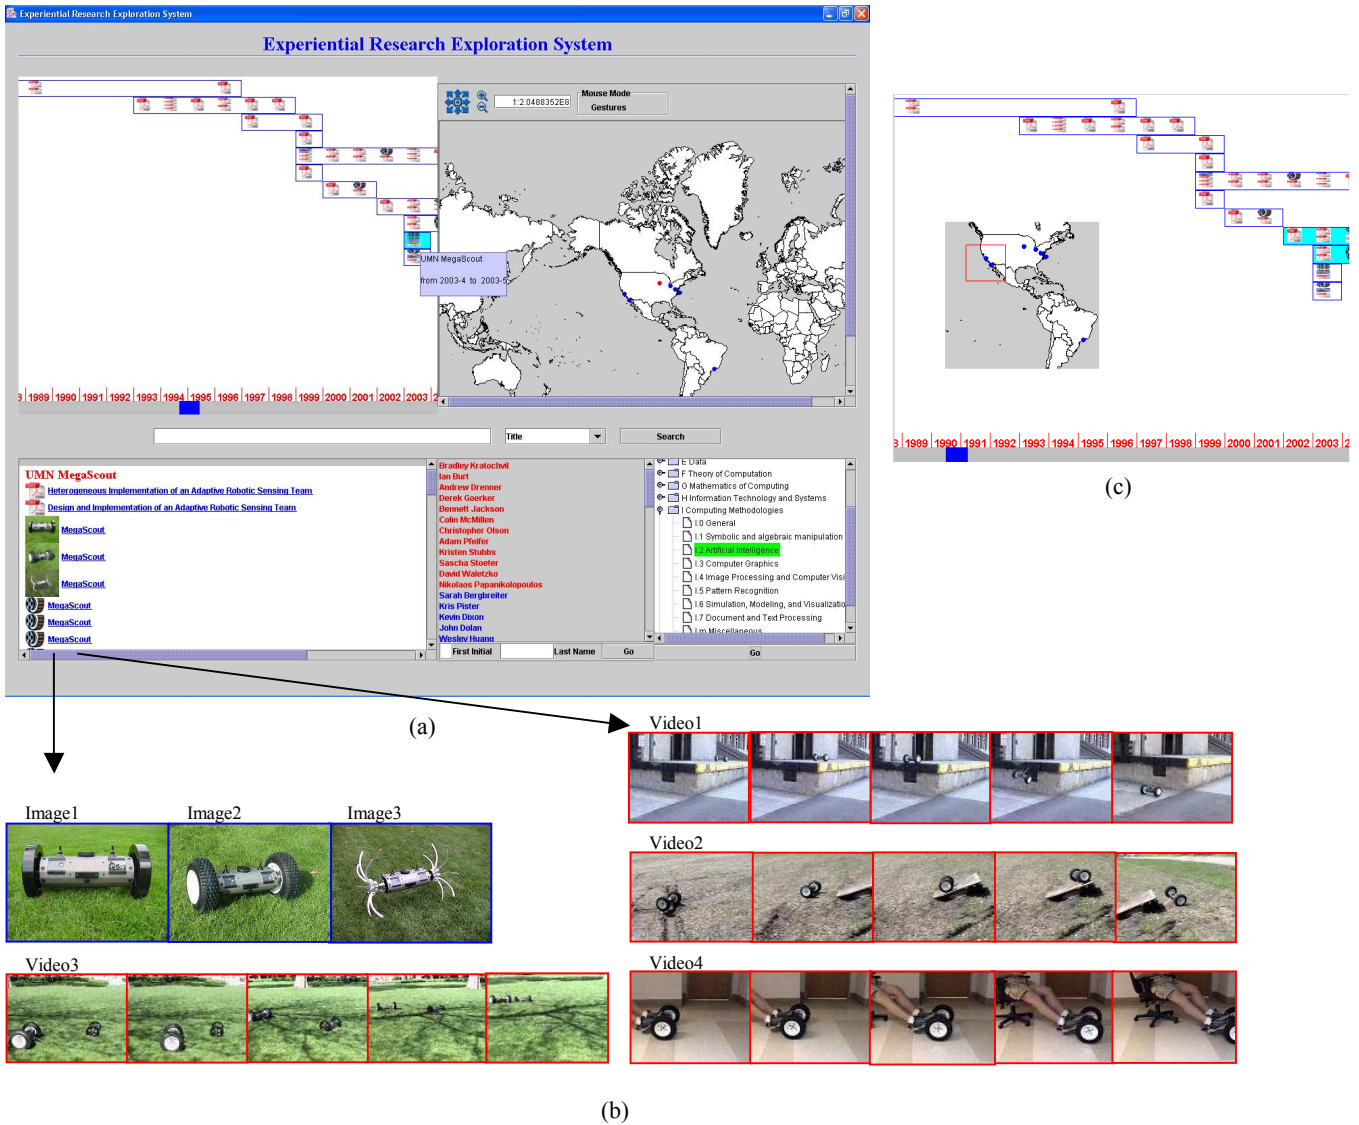 Experiential Research Exploration System
Experiential Research Exploration System
1:2.0488352E8
Mouse Mode
Gestures
UMN MegaScout
from 2003-4 to 2003-5
8 1989 1990 1991 1992 1993 1994 1995 1996 1997 1998 1999 2000 2001 2002 2003 2
Title
Search
UMN MegaScout
Heterogeneous Implementation of an Adaptive Robotic Sensing Team
Design and Implementation of an Adaptive Robotic Sensing Team
MegaScout
MegaScout
MegaScout
MegaScout
MegaScout
MegaScout
Bradley Kratochvil
Ian Burt
Andrew Drenner
Derek Goerker
Bennett Jackson
Colin McMillen
Christopher Olson
Adam Pfeifer
Kristen Stubbs
Sascha Stoeter
David Waletzko
Nikolaos Papanikolopoulos
Sarah Bergbreiter
Kris Pister
Kevin Dixon
John Dolan
Wesley Huang
First Initial
Last Name
Go
E Data
F Theory of Computation
G Mathematics of Computing
H Information Technology and Systems
I Computing Methodologies
I.0 General
I.1 Symbolic and algebraic manipulation
I.2 Artificial Intelligence
I.3 Computer Graphics
I.4 Image Processing and Computer Visi
I.5 Pattern Recognition
I.6 Simulation, Modeling, and Visualizatio
I.7 Document and Text Processing
I.m Miscellaneous
Go
(a)
8 1989 1990 1991 1992 1993 1994 1995 1996 1997 1998 1999 2000 2001 2002 2003 2
(c)
Image1
Image2
Image3
Video3
Video1
Video2
Video4
(b)